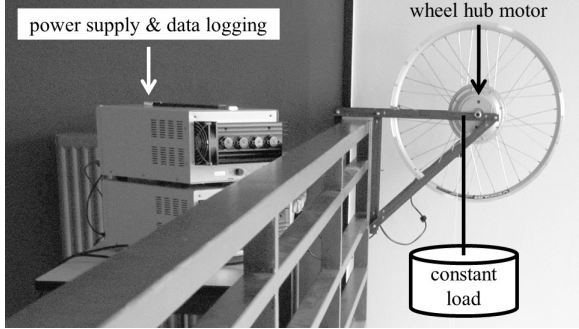 power supply & data logging
wheel hub motor
constant
load